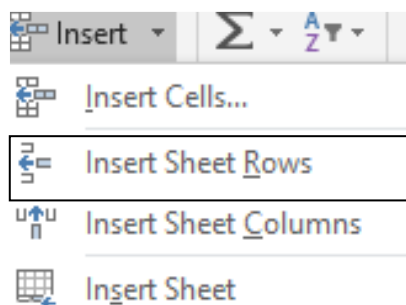 Insert
Insert Cells...
Insert Sheet Rows
Insert Sheet Columns
Insert Sheet